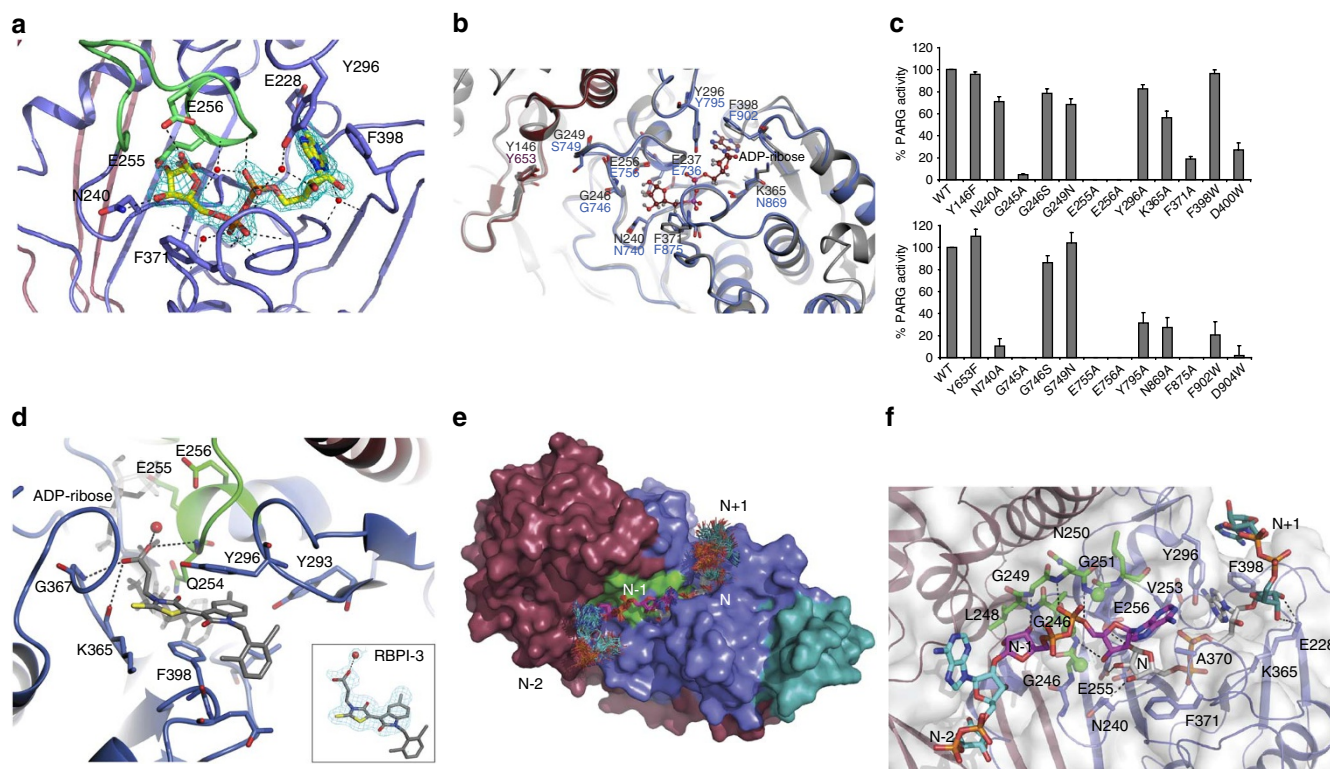 a
E256
E228
Y296
F398
E255
N240
F371
b
Y296
Y795
F398
F902
G249
S749
Y146
Y653
E256
E755
E237
E736
ADP-ribose
G246
G746
K365
N869
N240
N740
F371
F875
c
% PARG activity
120
100
80
60
40
20
0
WT
Y146F
N240A
G245A
G246S
G249N
E255A
E256A
Y296A
K365A
F371A
F398W
D400W
% PARG activity
120
100
80
60
40
20
0
WT
Y653F
N740A
G745A
G746S
S749N
E755A
E756A
Y795A
N869A
F875A
F902W
D904W
d
E256
E255
ADP-ribose
Y296
Y293
G367
Q254
K365
F398
RBPI-3
e
N+1
N-1
N
N-2
f
N+1
N250
Y296
G251
F398
G249
V253
L248
E256
G246
N-1
N
E228
A370
K365
G246
E255
N240
F371
N-2